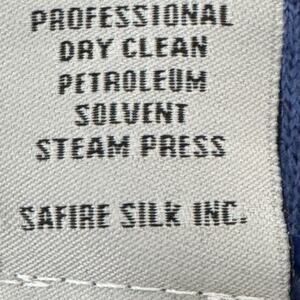 PROFESSIONAL
DRY CLEAN
PETROLEUM
SOLVENT
STEAM PRESS
SAFIRE SILK INC.